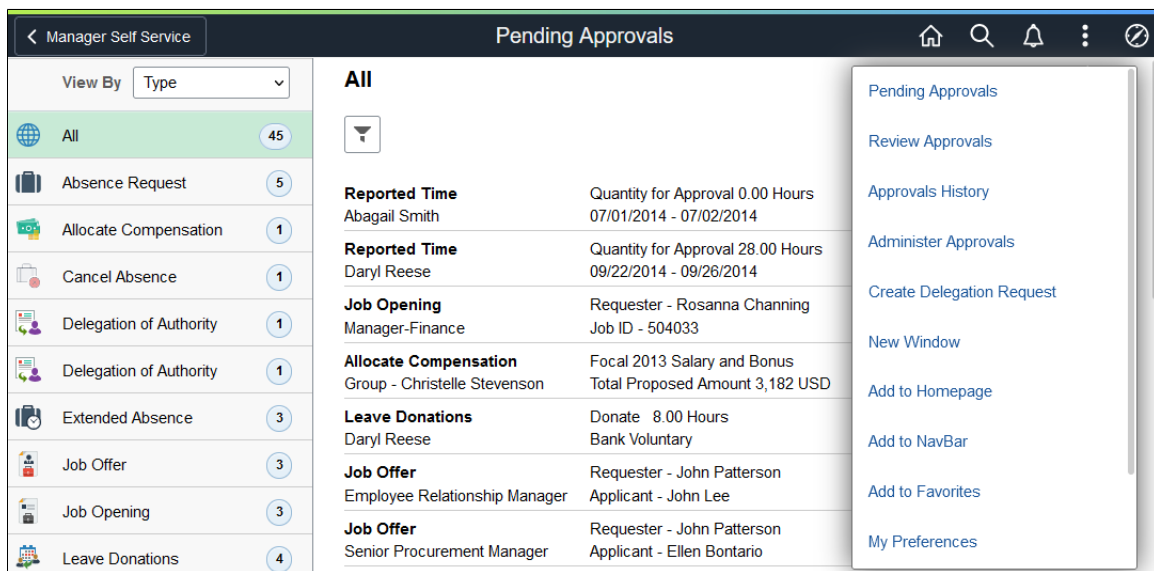 Manager Self Service
Pending Approvals
View By Type
All 45
Absence Request 5
Allocate Compensation 1
Cancel Absence 1
Delegation of Authority 1
Delegation of Authority 1
Extended Absence 3
Job Offer 3
Job Opening 3
Leave Donations 4
All
Reported Time Quantity for Approval 0.00 Hours
Abagail Smith 07/01/2014 - 07/02/2014
Reported Time Quantity for Approval 28.00 Hours
Daryl Reese 09/22/2014 - 09/26/2014
Job Opening Requester - Rosanna Channing
Manager-Finance Job ID - 504033
Allocate Compensation Focal 2013 Salary and Bonus
Group - Christelle Stevenson Total Proposed Amount 3,182 USD
Leave Donations Donate 8.00 Hours
Daryl Reese Bank Voluntary
Job Offer Requester - John Patterson
Employee Relationship Manager Applicant - John Lee
Job Offer Requester - John Patterson
Senior Procurement Manager Applicant - Ellen Bontario
Pending Approvals
Review Approvals
Approvals History
Administer Approvals
Create Delegation Request
New Window
Add to Homepage
Add to NavBar
Add to Favorites
My Preferences